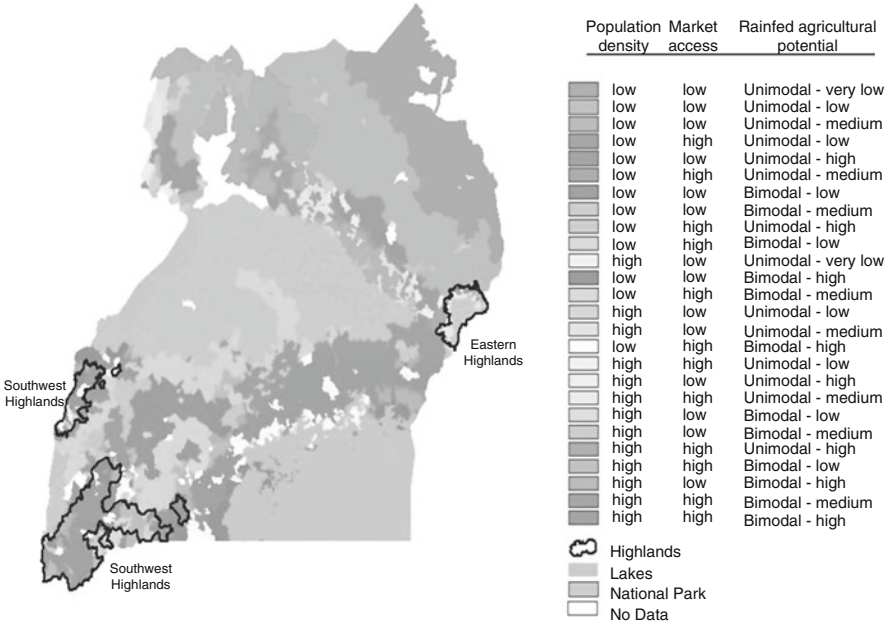 Population Market Rainfed agricultural
density access potential
low low Unimodal - very low
low low Unimodal - low
low low Unimodal - medium
low high Unimodal - low
low low Unimodal - high
low high Unimodal - medium
low low Bimodal - low
low low Bimodal - medium
low high Unimodal - high
low high Bimodal - low
high low Unimodal - very low
low low Bimodal - high
low high Bimodal - medium
high low Unimodal - low
high low Unimodal - medium
low high Bimodal - high
high high Unimodal - low
high low Unimodal - high
high high Unimodal - medium
high low Bimodal - low
high low Bimodal - medium
high high Unimodal - high
high high Bimodal - low
high low Bimodal - high
high high Bimodal - medium
high high Bimodal - high
Highlands
Lakes
National Park
No Data
Eastern
Highlands
Southwest
Highlands
Southwest
Highlands